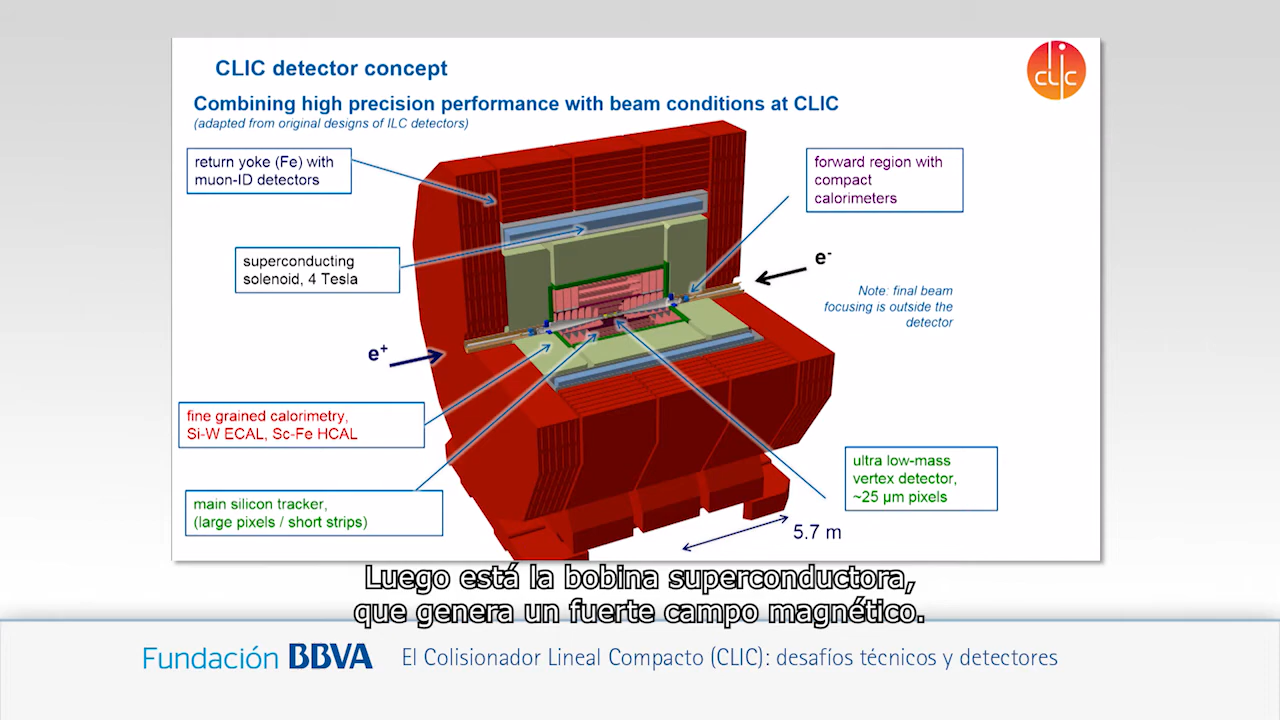 CLIC detector concept
clic
Combining high precision performance with beam conditions at CLIC
(adapted from original designs of ILC detectors)
return yoke (Fe) with
muon-ID detectors
forward region with
compact
calorimeters
superconducting
solenoid, 4 Tesla
e⁻
Note: final beam
focusing is outside the
detector
e⁺
fine grained calorimetry,
Si-W ECAL, Sc-Fe HCAL
ultra low-mass
vertex detector,
~25 µm pixels
main silicon tracker,
(large pixels / short strips)
5.7 m
Luego está la bobina superconductora,
que genera un fuerte campo magnético.
Fundación BBVA
El Colisionador Lineal Compacto (CLIC): desafíos técnicos y detectores